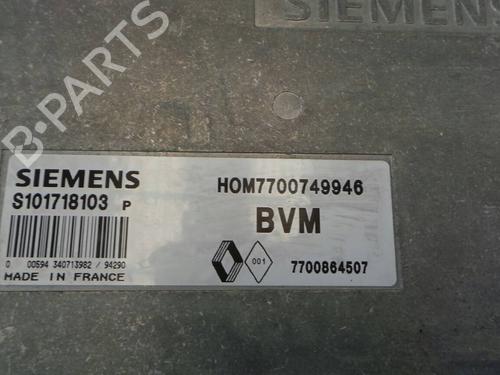 SIEMENS
B-PARTS
SIEMENS
HOM7700749946
S101718103 P
BVM
0 00594 340713982 / 94290
001
7700864507
MADE IN FRANCE